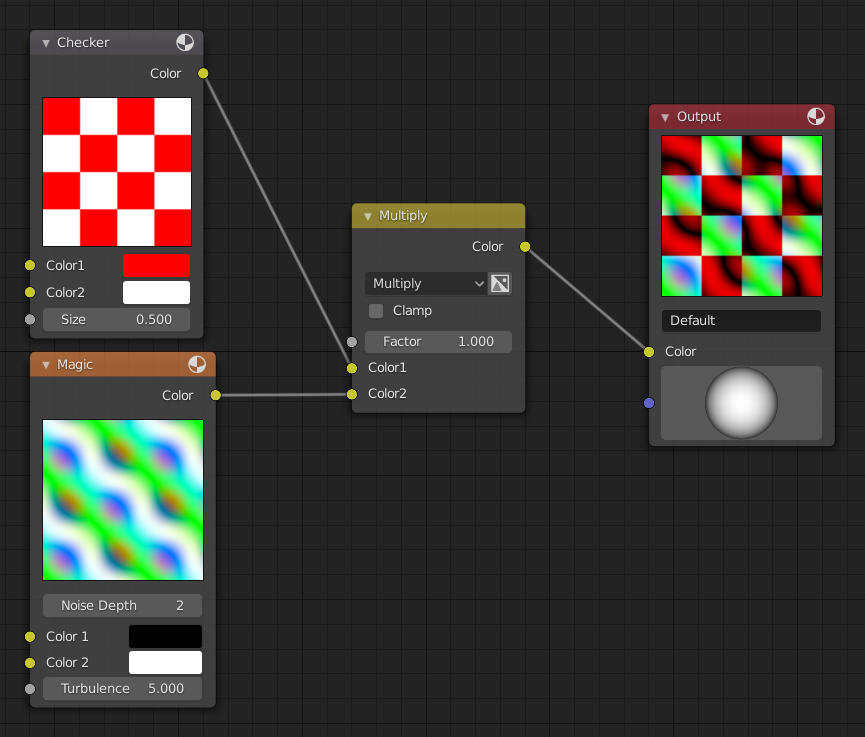 Checker
Color
Color1
Color2
Size 0.500
Magic
Color
Noise Depth 2
Color 1
Color 2
Turbulence 5.000
Multiply
Color
Multiply
Clamp
Factor 1.000
Color1
Color2
Output
Default
Color